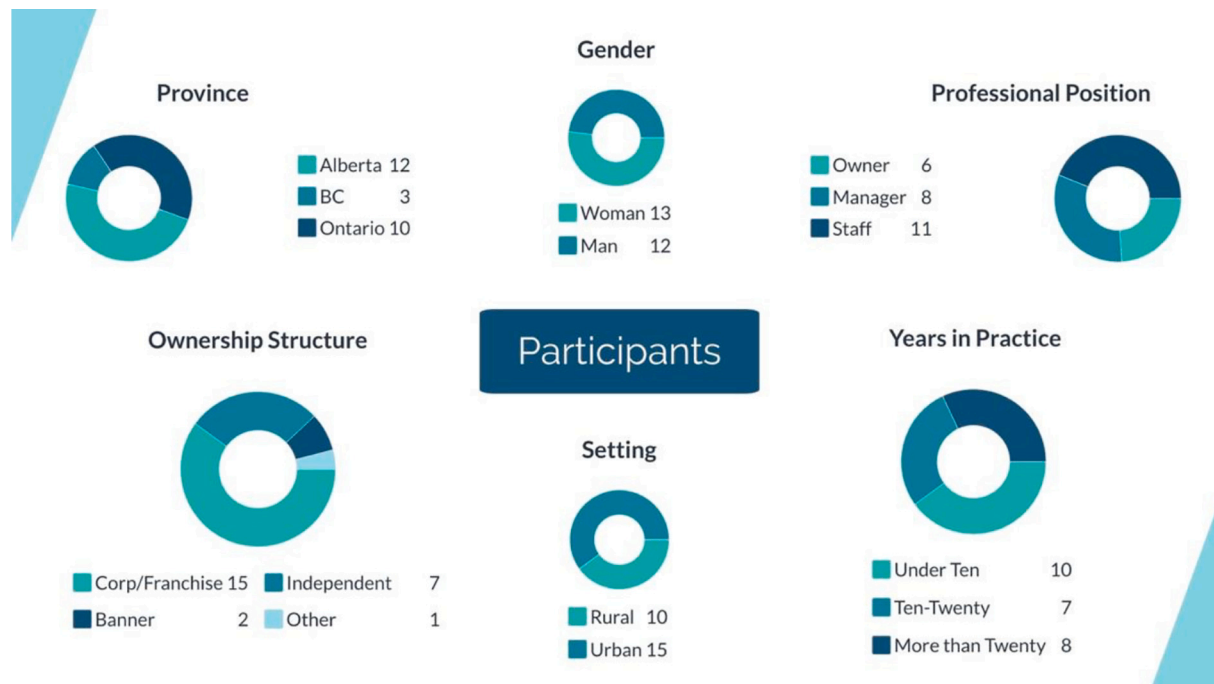 Gender
Province
Professional Position
Alberta 12
BC 3
Ontario 10
Woman 13
Man 12
Owner 6
Manager 8
Staff 11
Ownership Structure
Participants
Years in Practice
Corp/Franchise 15 Independent 7
Banner 2 Other 1
Setting
Rural 10
Urban 15
Under Ten 10
Ten-Twenty 7
More than Twenty 8